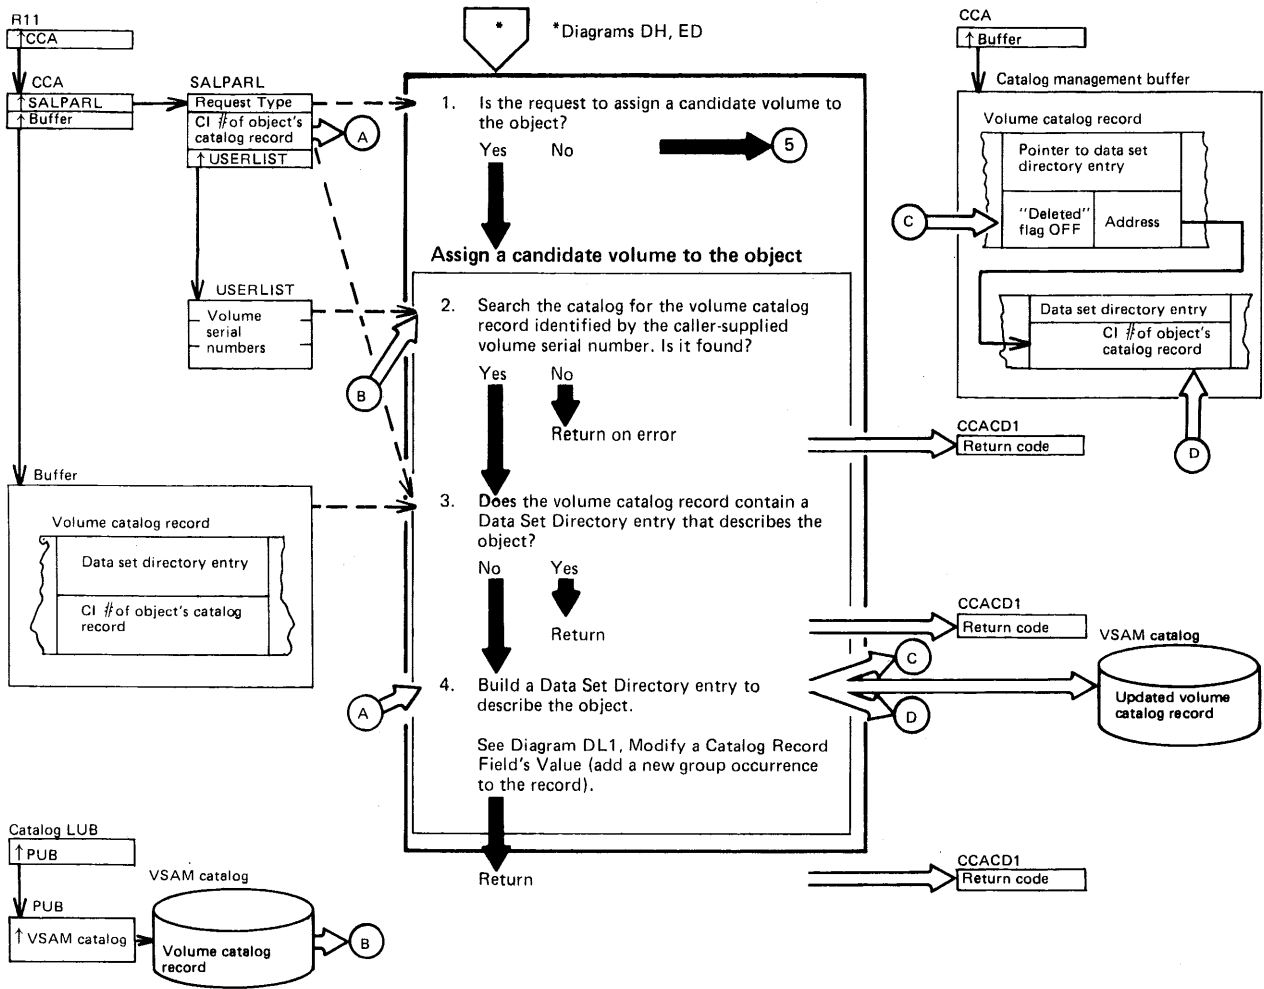 R11
↑CCA
CCA
↑SALPARL
↑Buffer
SALPARL
Request Type
CI # of object's
catalog record
↑USERLIST
A
USERLIST
Volume
serial
numbers
B
Buffer
Volume catalog record
Data set directory entry
CI # of object's catalog
record
A
Catalog LUB
↑PUB
PUB
↑VSAM catalog
VSAM catalog
Volume catalog
record
B
*
*Diagrams DH, ED
1. Is the request to assign a candidate volume to
the object?
Yes No
5
Assign a candidate volume to the object
2. Search the catalog for the volume catalog
record identified by the caller-supplied
volume serial number. Is it found?
Yes No
Return on error
3. Does the volume catalog record contain a
Data Set Directory entry that describes the
object?
No Yes
Return
4. Build a Data Set Directory entry to
describe the object.
See Diagram DL1, Modify a Catalog Record
Field's Value (add a new group occurrence
to the record).
Return
CCA
↑Buffer
Catalog management buffer
Volume catalog record
Pointer to data set
directory entry
C
"Deleted"
flag OFF
Address
Data set directory entry
CI # of object's
catalog record
D
CCACD1
Return code
CCACD1
Return code
C
D
VSAM catalog
Updated volume
catalog record
CCACD1
Return code